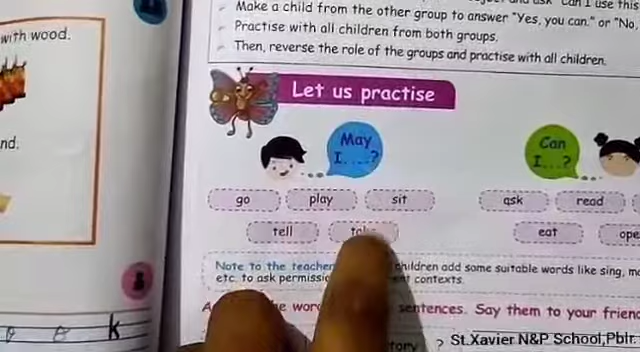 Make a child from the other group to answer "Yes, you can." or "No,
Practise with all children from both groups.
Then, reverse the role of the groups and practise with all children.
with wood.
nd.
Let us practise
May I....?
Can I...?
go play sit
ask read
tell
eat ope
Note to the teacher children add some suitable words like sing,
etc. to ask permissio contexts.
sentences. Say them to your frien
tory ?
k
St.Xavier N&P School,Pblr.